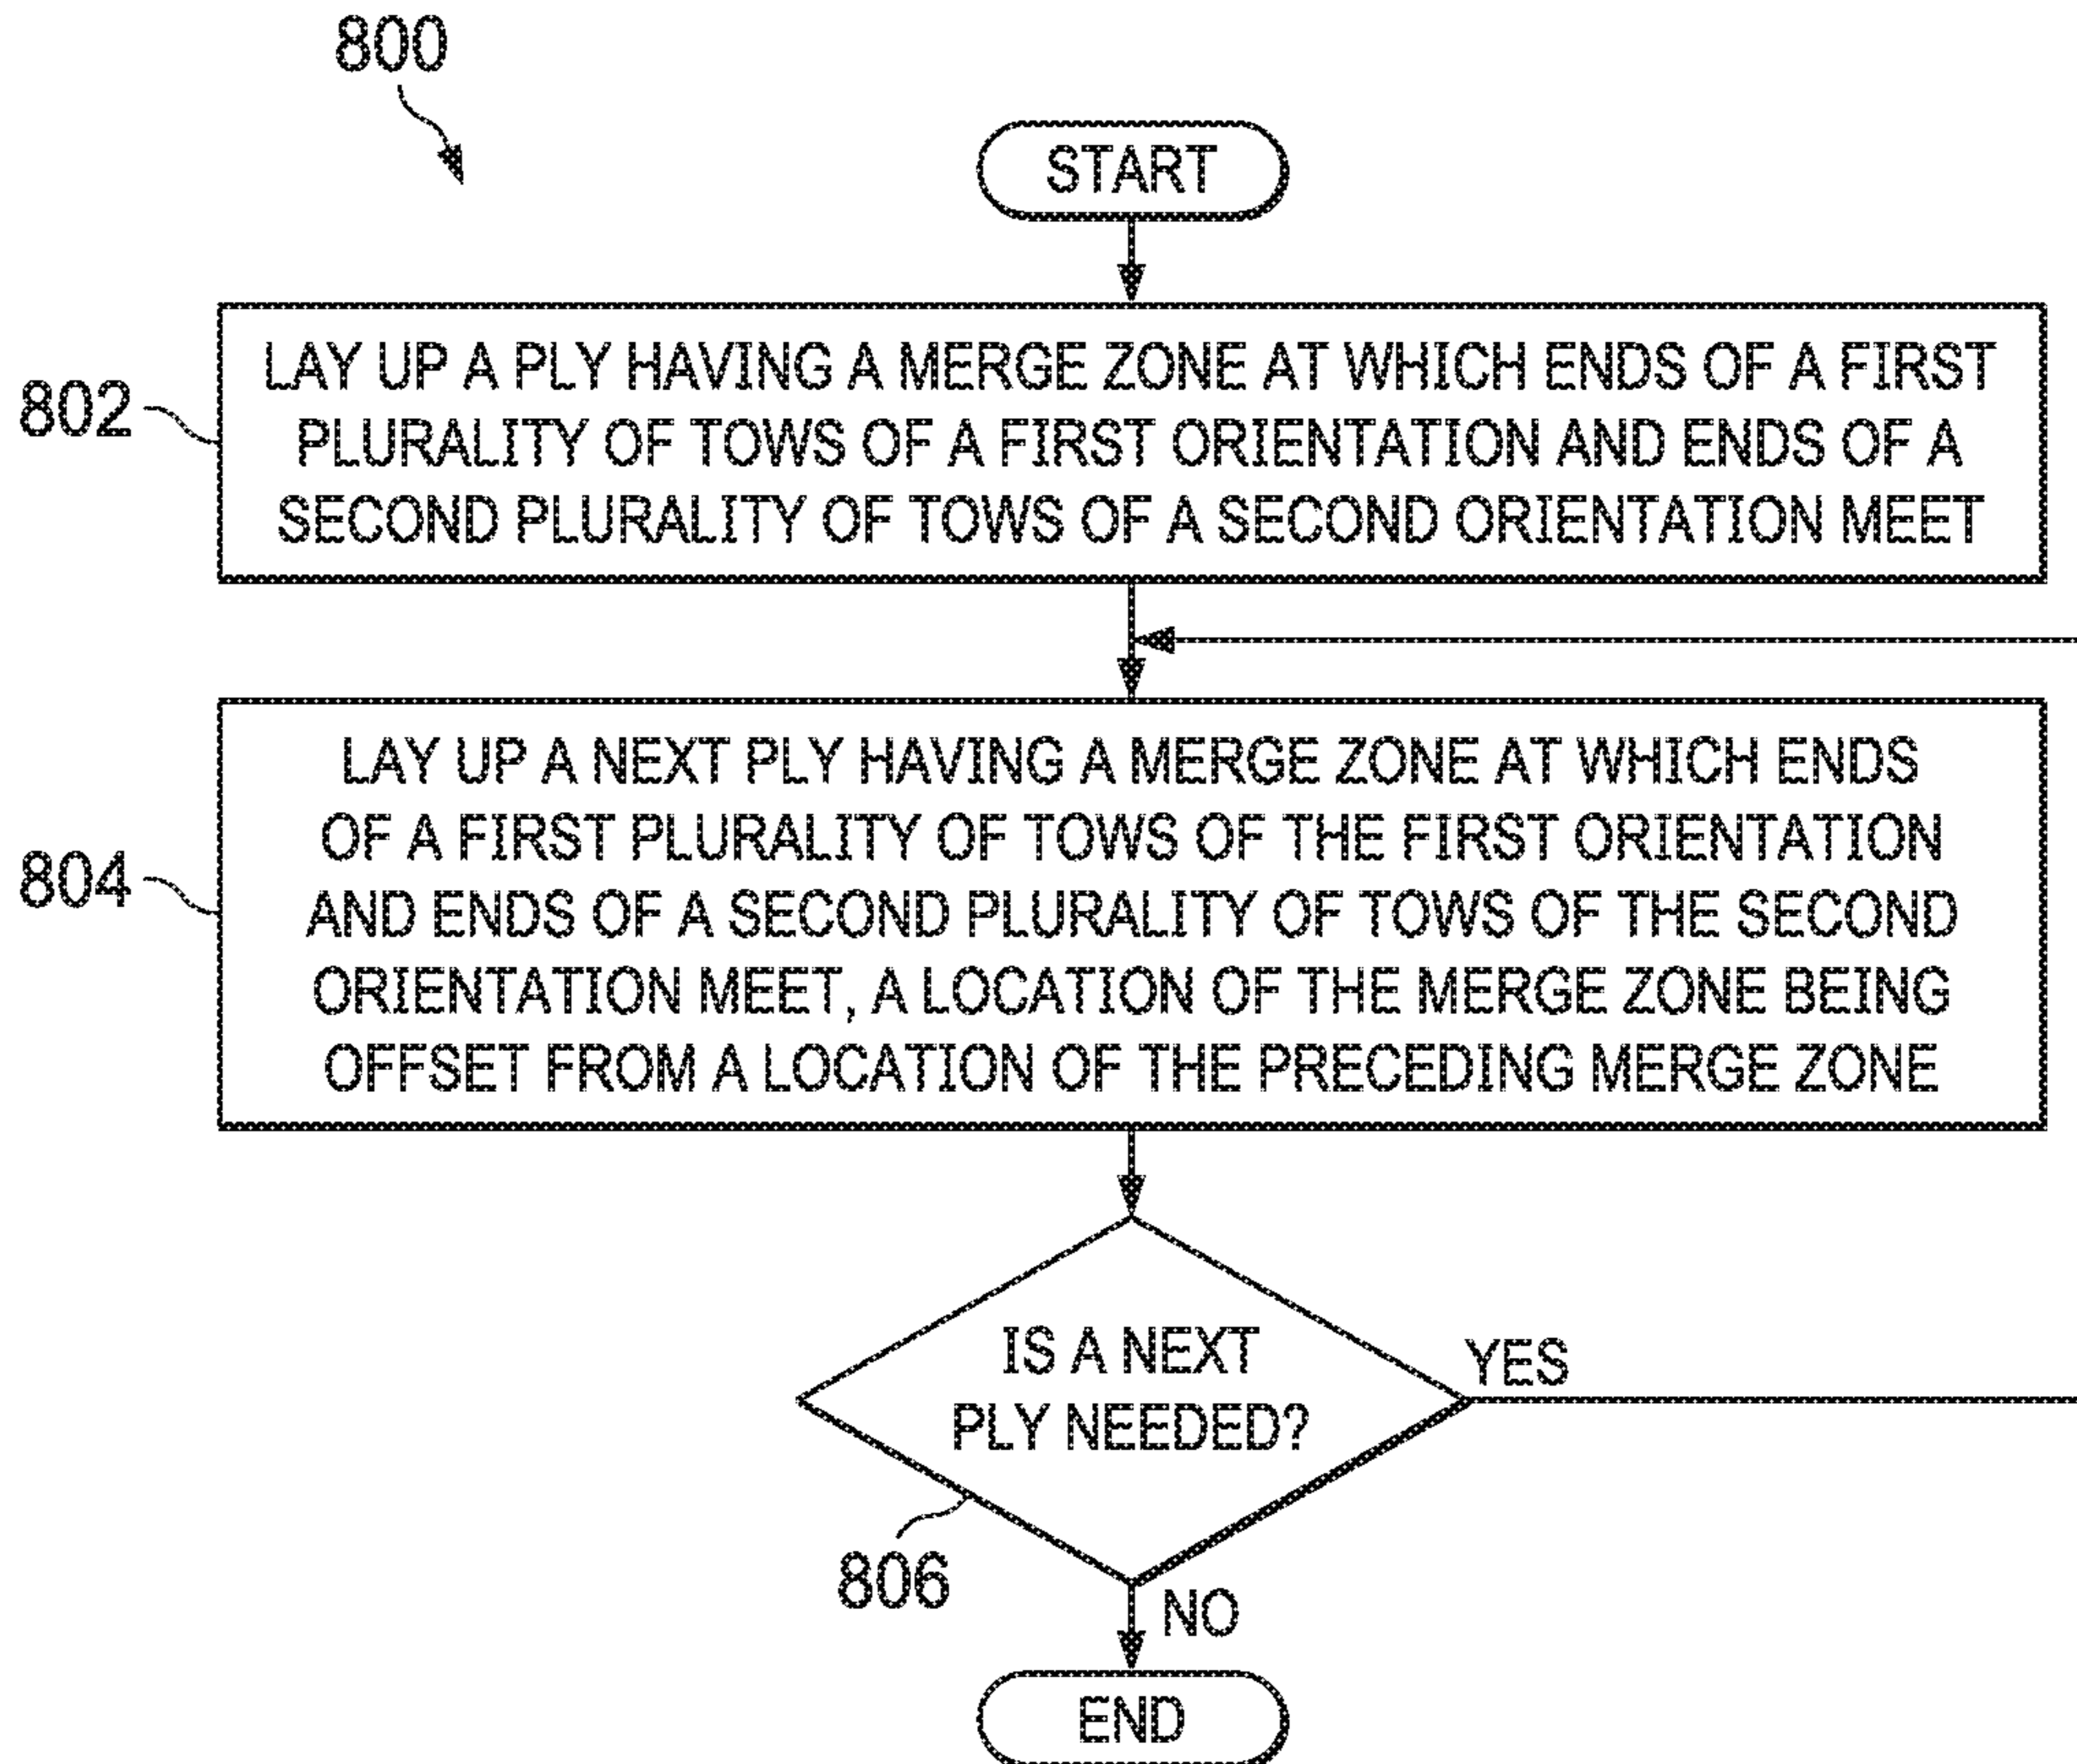 800
START
802
LAY UP A PLY HAVING A MERGE ZONE AT WHICH ENDS OF A FIRST
PLURALITY OF TOWS OF A FIRST ORIENTATION AND ENDS OF A
SECOND PLURALITY OF TOWS OF A SECOND ORIENTATION MEET
804
LAY UP A NEXT PLY HAVING A MERGE ZONE AT WHICH ENDS
OF A FIRST PLURALITY OF TOWS OF THE FIRST ORIENTATION
AND ENDS OF A SECOND PLURALITY OF TOWS OF THE SECOND
ORIENTATION MEET, A LOCATION OF THE MERGE ZONE BEING
OFFSET FROM A LOCATION OF THE PRECEDING MERGE ZONE
IS A NEXT
PLY NEEDED?
YES
806
NO
END